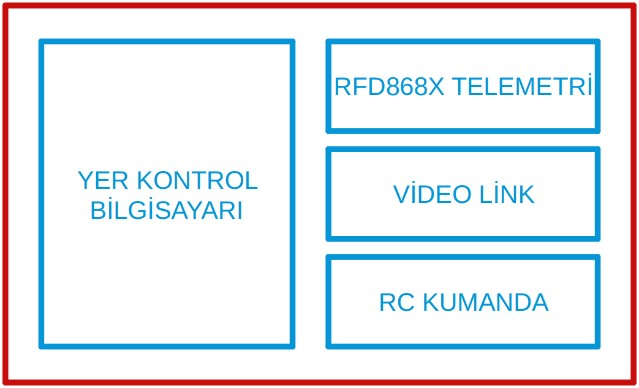 YER KONTROL
BİLGİSAYARI
RFD868X TELEMETRİ
VİDEO LİNK
RC KUMANDA